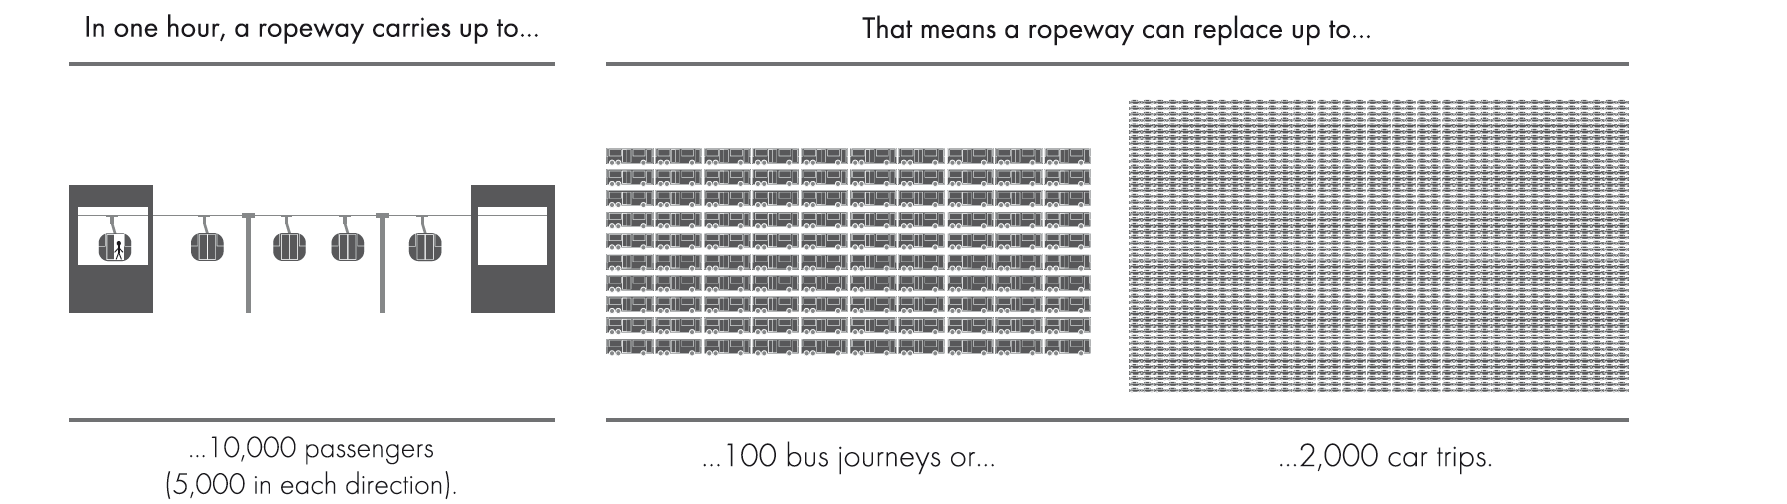 In one hour, a ropeway carries up to...
That means a ropeway can replace up to...
...10,000 passengers
(5,000 in each direction).
...100 bus journeys or...
...2,000 car trips.